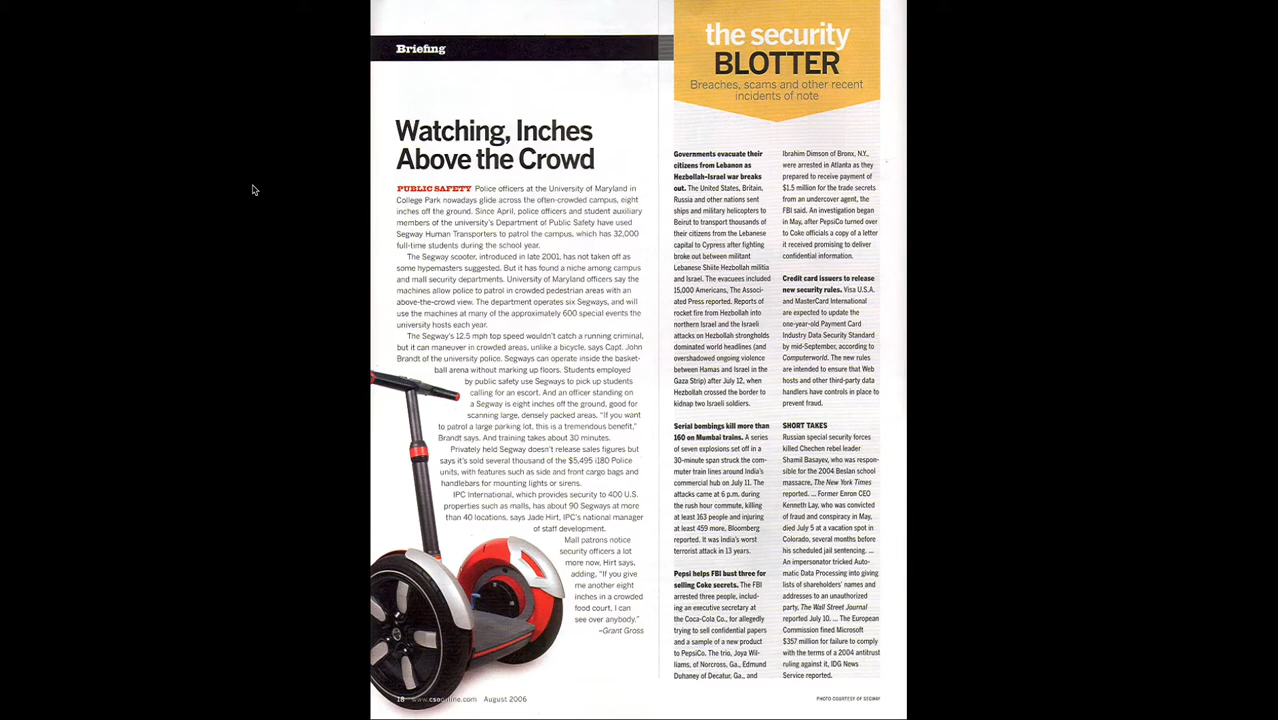 Briefing
Watching, Inches
Above the Crowd
PUBLIC SAFETY Police officers at the University of Maryland in
College Park nowadays glide across the often-crowded campus, eight
inches off the ground. Since April, police officers and student auxiliary
members of the university's Department of Public Safety have used
Segway Human Transporters to patrol the campus, which has 32,000
full-time students during the school year.
The Segway scooter, introduced in late 2001, has not taken off as
some hypemasters suggested. But it has found a niche among campus
and mall security departments. University of Maryland officers say the
machines allow police to patrol in crowded pedestrian areas with an
above-the-crowd view. The department operates six Segways, and will
use the machines at many of the approximately 600 special events the
university hosts each year.
The Segway's 12.5 mph top speed wouldn't catch a running criminal,
but it can maneuver in crowded areas, unlike a bicycle, says Capt. John
Brandt of the university police. Segways can operate inside the basket-
ball arena without marking up floors. Students employed
by public safety use Segways to pick up students
calling for an escort. And an officer standing on
a Segway is eight inches off the ground, good for
scanning large, densely packed areas. "If you want
to patrol a large parking lot, this is a tremendous benefit,"
Brandt says. And training takes about 30 minutes.
Privately held Segway doesn't release sales figures but
says it's sold several thousand of the $5,495 i180 Police
units, with features such as side and front cargo bags and
handlebars for mounting lights or sirens.
IPC International, which provides security to 400 U.S.
properties such as malls, has about 90 Segways at more
than 40 locations, says Jade Hirt, IPC's national manager
of staff development.
Mall patrons notice
security officers a lot
more now, Hirt says,
adding, "If you give
me another eight
inches in a crowded
food court, I can
see over anybody."
–Grant Gross
18 www.csoonline.com August 2006
the security
BLOTTER
Breaches, scams and other recent
incidents of note
Governments evacuate their
citizens from Lebanon as
Hezbollah-Israel war breaks
out. The United States, Britain,
Russia and other nations sent
ships and military helicopters to
Beirut to transport thousands of
their citizens from the Lebanese
capital to Cypress after fighting
broke out between militant
Lebanese Shiite Hezbollah militia
and Israel. The evacuees included
15,000 Americans, The Associ-
ated Press reported. Reports of
rocket fire from Hezbollah into
northern Israel and the Israeli
attacks on Hezbollah strongholds
dominated world headlines (and
overshadowed ongoing violence
between Hamas and Israel in the
Gaza Strip) after July 12, when
Hezbollah crossed the border to
kidnap two Israeli soldiers.
Serial bombings kill more than
160 on Mumbai trains. A series
of seven explosions set off in a
30-minute span struck the com-
muter train lines around India's
commercial hub on July 11. The
attacks came at 6 p.m. during
the rush hour commute, killing
at least 163 people and injuring
at least 459 more, Bloomberg
reported. It was India's worst
terrorist attack in 13 years.
Pepsi helps FBI bust three for
selling Coke secrets. The FBI
arrested three people, includ-
ing an executive secretary at
the Coca-Cola Co., for allegedly
trying to sell confidential papers
and a sample of a new product
to PepsiCo. The trio, Joya Wil-
liams, of Norcross, Ga., Edmund
Duhaney of Decatur, Ga., and
Ibrahim Dimson of Bronx, N.Y.,
were arrested in Atlanta as they
prepared to receive payment of
$1.5 million for the trade secrets
from an undercover agent, the
FBI said. An investigation began
in May, after PepsiCo turned over
to Coke officials a copy of a letter
it received promising to deliver
confidential information.
Credit card issuers to release
new security rules. Visa U.S.A.
and MasterCard International
are expected to update the
one-year-old Payment Card
Industry Data Security Standard
by mid-September, according to
Computerworld. The new rules
are intended to ensure that Web
hosts and other third-party data
handlers have controls in place to
prevent fraud.
SHORT TAKES
Russian special security forces
killed Chechen rebel leader
Shamil Basayev, who was respon-
sible for the 2004 Beslan school
massacre, The New York Times
reported. ... Former Enron CEO
Kenneth Lay, who was convicted
of fraud and conspiracy in May,
died July 5 at a vacation spot in
Colorado, several months before
his scheduled jail sentencing. ...
An impersonator tricked Auto-
matic Data Processing into giving
lists of shareholders' names and
addresses to an unauthorized
party, The Wall Street Journal
reported July 10. ... The European
Commission fined Microsoft
$357 million for failure to comply
with the terms of a 2004 antitrust
ruling against it, IDG News
Service reported.
PHOTO COURTESY OF SEGWAY